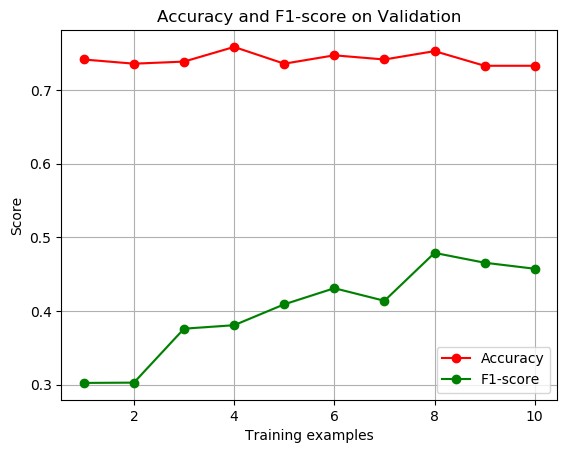 Accuracy and F1-score on Validation
0.7
0.6
0.5
0.4
0.3
Score
2
4
6
8
10
Training examples
Accuracy
F1-score